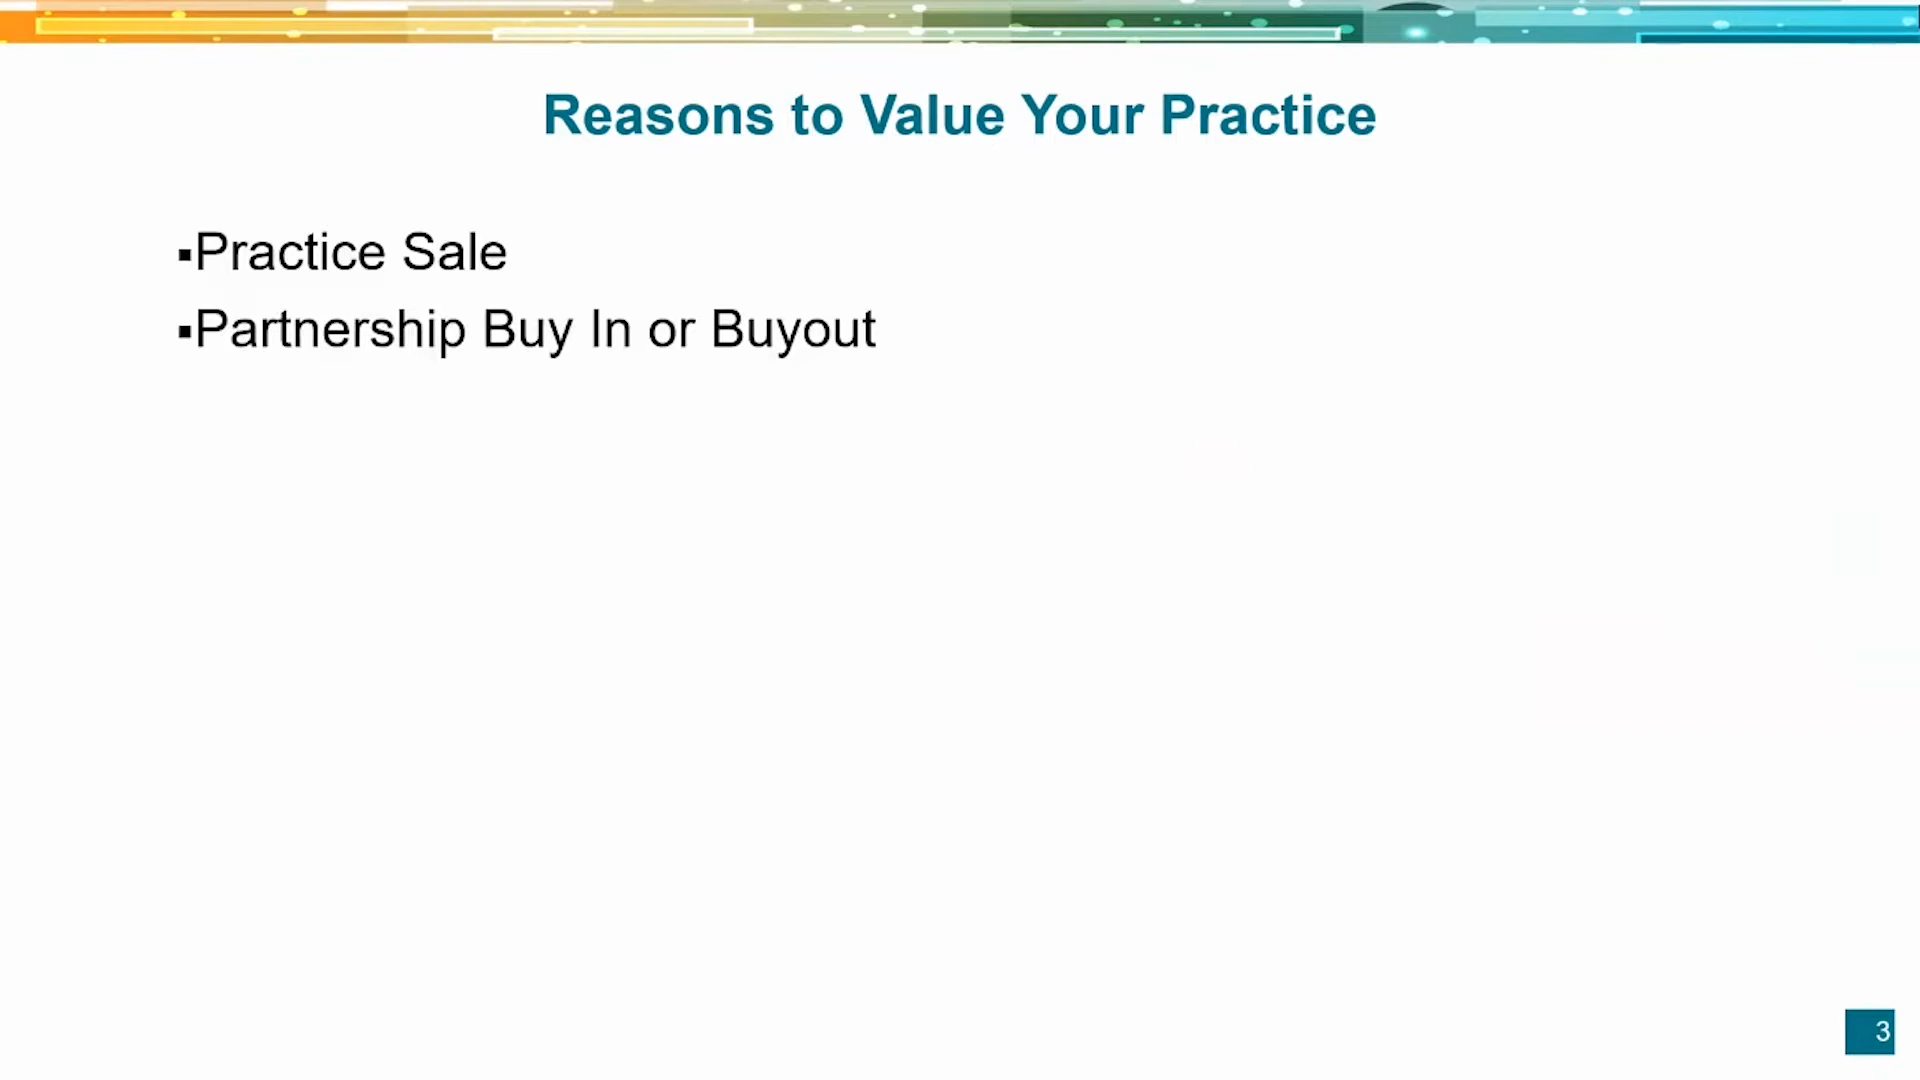 Reasons to Value Your Practice
▪Practice Sale
▪Partnership Buy In or Buyout
3